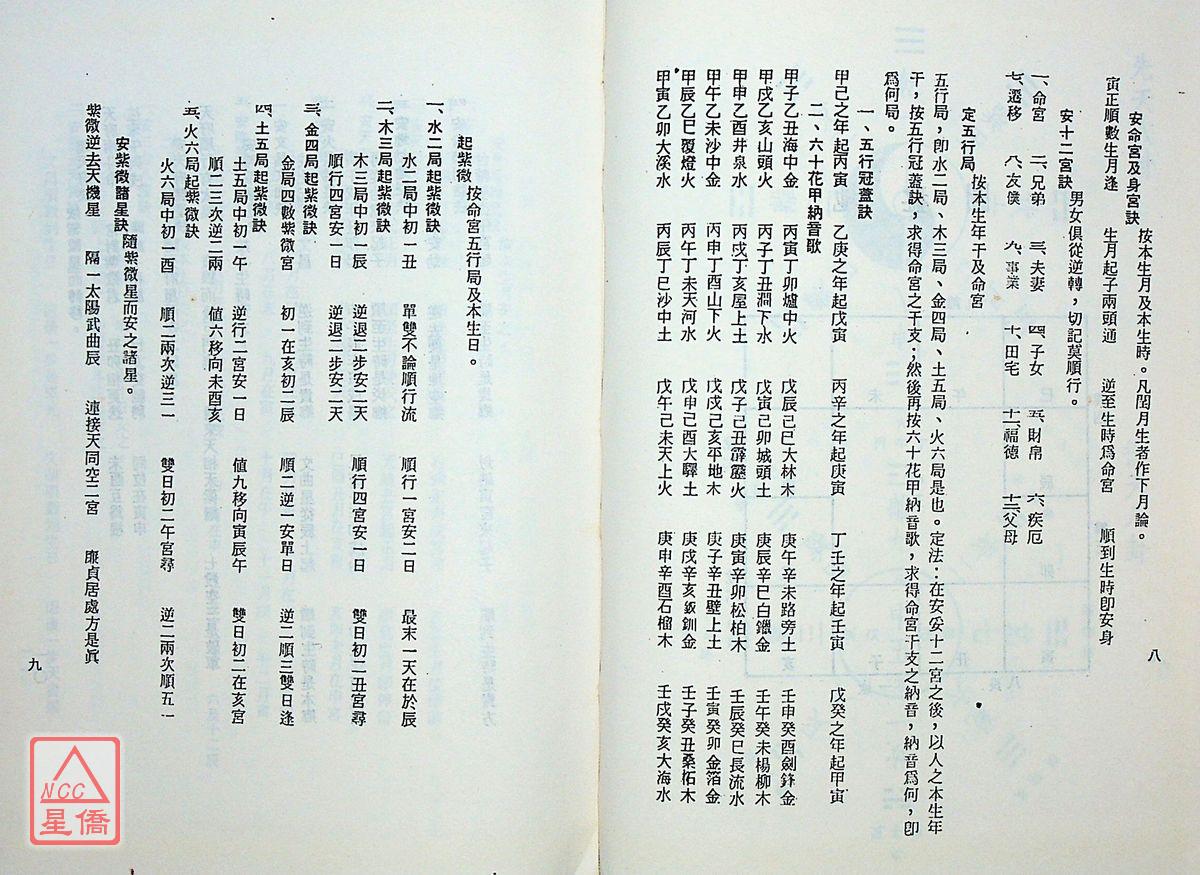 安命宮及身宮訣 按本生月及本生時。凡閏月生者作下月論。
寅正順數生月逢 生月起子兩頭通 逆至生時爲命宮 順到生時卽安身
安十二宮訣 男女俱從逆轉,切記莫順行。
一、命宮 二、兄弟 三、夫妻 四、子女 五、財帛 六、疾厄
七、遷移 八、友僕 九、事業 十、田宅 十一、福德 十二、父母
定五行局 按本生年干及命宮
五行局,卽水二局、木三局、金四局、土五局、火六局是也。定法:在安妥十二宮之後,以人之本生年
干,按五行冠蓋訣,求得命宮之干支;然後再按六十花甲納音歌,求得命宮干支之納音,納音爲何,卽
爲何局。
一、五行冠蓋訣
甲己之年起丙寅 乙庚之年起戊寅 丙辛之年起庚寅 丁壬之年起壬寅 戊癸之年起甲寅
二、六十花甲納音歌
甲子乙丑海中金 丙寅丁卯爐中火 戊辰己巳大林木 庚午辛未路旁土 壬申癸酉劍鋒金
甲戌乙亥山頭火 丙子丁丑澗下水 戊寅己卯城頭土 庚辰辛巳白鑞金 壬午癸未楊柳木
甲申乙酉井泉水 丙戌丁亥屋上土 戊子己丑霹靂火 庚寅辛卯松柏木 壬辰癸巳長流水
甲午乙未沙中金 丙申丁酉山下火 戊戌己亥平地木 庚子辛丑壁上土 壬寅癸卯金箔金
甲辰乙巳覆燈火 丙午丁未天河水 戊申己酉大驛土 庚戌辛亥釵釧金 壬子癸丑桑柘木
甲寅乙卯大溪水 丙辰丁巳沙中土 戊午己未天上火 庚申辛酉石榴木 壬戌癸亥大海水
八
起紫微 按命宮五行局及本生日。
一、水二局起紫微訣
水二局中初一丑 單雙不論順行流 順行一宮安二日 最末一天在於辰
二、木三局起紫微訣
木三局中初一辰 逆退三步安三天 順行四宮安一日 雙日初二丑宮尋
順行四宮安一日 逆退二步安二天
三、金四局起紫微訣
金局四數紫微宮 初一在亥初二辰 順二逆一安單日 逆二順三雙日逢
四、土五局起紫微訣
土五局中初一午 逆行二宮安一日 值九移向寅辰午 雙日初二在亥宮
順二三次逆二兩 值六移向未酉亥
五、火六局起紫微訣
火六局中初一酉 順二兩次逆三一 雙日初二午宮尋 逆二兩次順五一
安紫微諸星訣 隨紫微星而安之諸星。
紫微逆去天機星 隔一太陽武曲辰 連接天同空二宮 廉貞居處方是眞
九
NCC
星僑